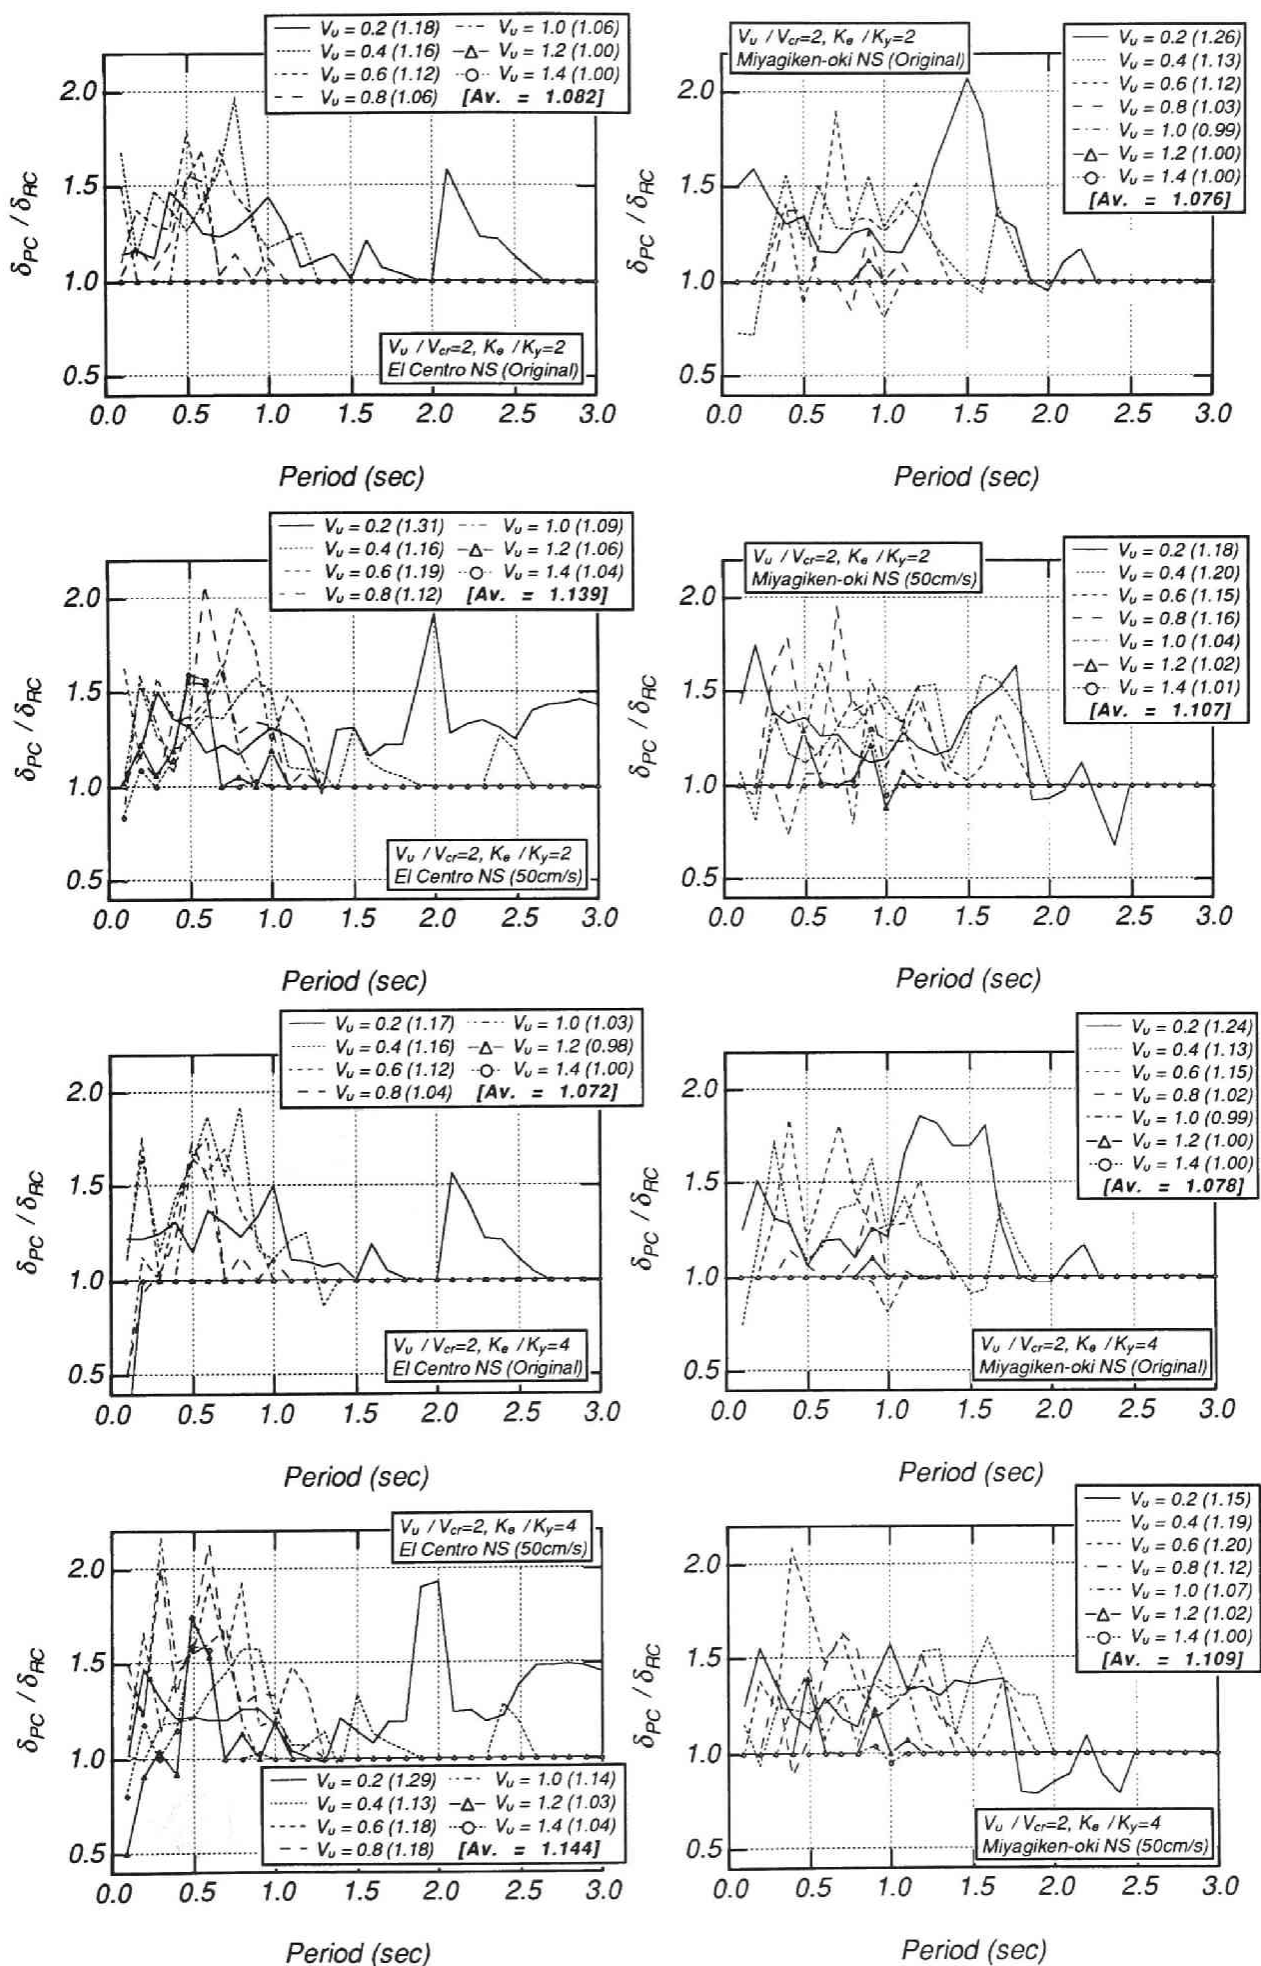 Vu = 0.2 (1.18) Vu = 1.0 (1.06)
Vu = 0.4 (1.16) Vu = 1.2 (1.00)
Vu = 0.6 (1.12) Vu = 1.4 (1.00)
Vu = 0.8 (1.06) [Av. = 1.082]
2.0
1.5
1.0
0.5
δPC / δRC
Vu / Vcr=2, Ke / Ky=2
El Centro NS (Original)
0.0 0.5 1.0 1.5 2.0 2.5 3.0
Period (sec)
Vu / Vcr=2, Ke / Ky=2
Miyagiken-oki NS (Original)
Vu = 0.2 (1.26)
Vu = 0.4 (1.13)
Vu = 0.6 (1.12)
Vu = 0.8 (1.03)
Vu = 1.0 (0.99)
Vu = 1.2 (1.00)
Vu = 1.4 (1.00)
[Av. = 1.076]
2.0
1.5
1.0
0.5
δPC / δRC
0.0 0.5 1.0 1.5 2.0 2.5 3.0
Period (sec)
Vu = 0.2 (1.31) Vu = 1.0 (1.09)
Vu = 0.4 (1.16) Vu = 1.2 (1.06)
Vu = 0.6 (1.19) Vu = 1.4 (1.04)
Vu = 0.8 (1.12) [Av. = 1.139]
2.0
1.5
1.0
0.5
δPC / δRC
Vu / Vcr=2, Ke / Ky=2
El Centro NS (50cm/s)
0.0 0.5 1.0 1.5 2.0 2.5 3.0
Period (sec)
Vu / Vcr=2, Ke / Ky=2
Miyagiken-oki NS (50cm/s)
Vu = 0.2 (1.18)
Vu = 0.4 (1.20)
Vu = 0.6 (1.15)
Vu = 0.8 (1.16)
Vu = 1.0 (1.04)
Vu = 1.2 (1.02)
Vu = 1.4 (1.01)
[Av. = 1.107]
2.0
1.5
1.0
0.5
δPC / δRC
0.0 0.5 1.0 1.5 2.0 2.5 3.0
Period (sec)
Vu = 0.2 (1.17) Vu = 1.0 (1.03)
Vu = 0.4 (1.16) Vu = 1.2 (0.98)
Vu = 0.6 (1.12) Vu = 1.4 (1.00)
Vu = 0.8 (1.04) [Av. = 1.072]
2.0
1.5
1.0
0.5
δPC / δRC
Vu / Vcr=2, Ke / Ky=4
El Centro NS (Original)
0.0 0.5 1.0 1.5 2.0 2.5 3.0
Period (sec)
Vu = 0.2 (1.24)
Vu = 0.4 (1.13)
Vu = 0.6 (1.15)
Vu = 0.8 (1.02)
Vu = 1.0 (0.99)
Vu = 1.2 (1.00)
Vu = 1.4 (1.00)
[Av. = 1.078]
2.0
1.5
1.0
0.5
δPC / δRC
Vu / Vcr=2, Ke / Ky=4
Miyagiken-oki NS (Original)
0.0 0.5 1.0 1.5 2.0 2.5 3.0
Period (sec)
Vu / Vcr=2, Ke / Ky=4
El Centro NS (50cm/s)
2.0
1.5
1.0
0.5
δPC / δRC
Vu = 0.2 (1.29) Vu = 1.0 (1.14)
Vu = 0.4 (1.13) Vu = 1.2 (1.03)
Vu = 0.6 (1.18) Vu = 1.4 (1.04)
Vu = 0.8 (1.18) [Av. = 1.144]
0.0 0.5 1.0 1.5 2.0 2.5 3.0
Period (sec)
Vu = 0.2 (1.15)
Vu = 0.4 (1.19)
Vu = 0.6 (1.20)
Vu = 0.8 (1.12)
Vu = 1.0 (1.07)
Vu = 1.2 (1.02)
Vu = 1.4 (1.00)
[Av. = 1.109]
2.0
1.5
1.0
0.5
δPC / δRC
Vu / Vcr=2, Ke / Ky=4
Miyagiken-oki NS (50cm/s)
0.0 0.5 1.0 1.5 2.0 2.5 3.0
Period (sec)